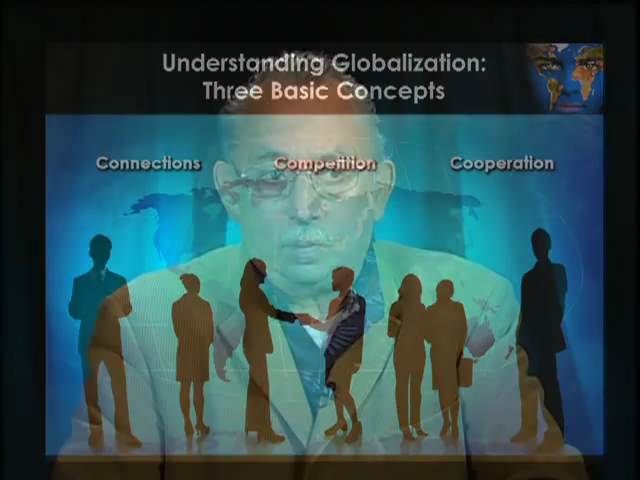 Understanding Globalization:
Three Basic Concepts
Connections Competition Cooperation